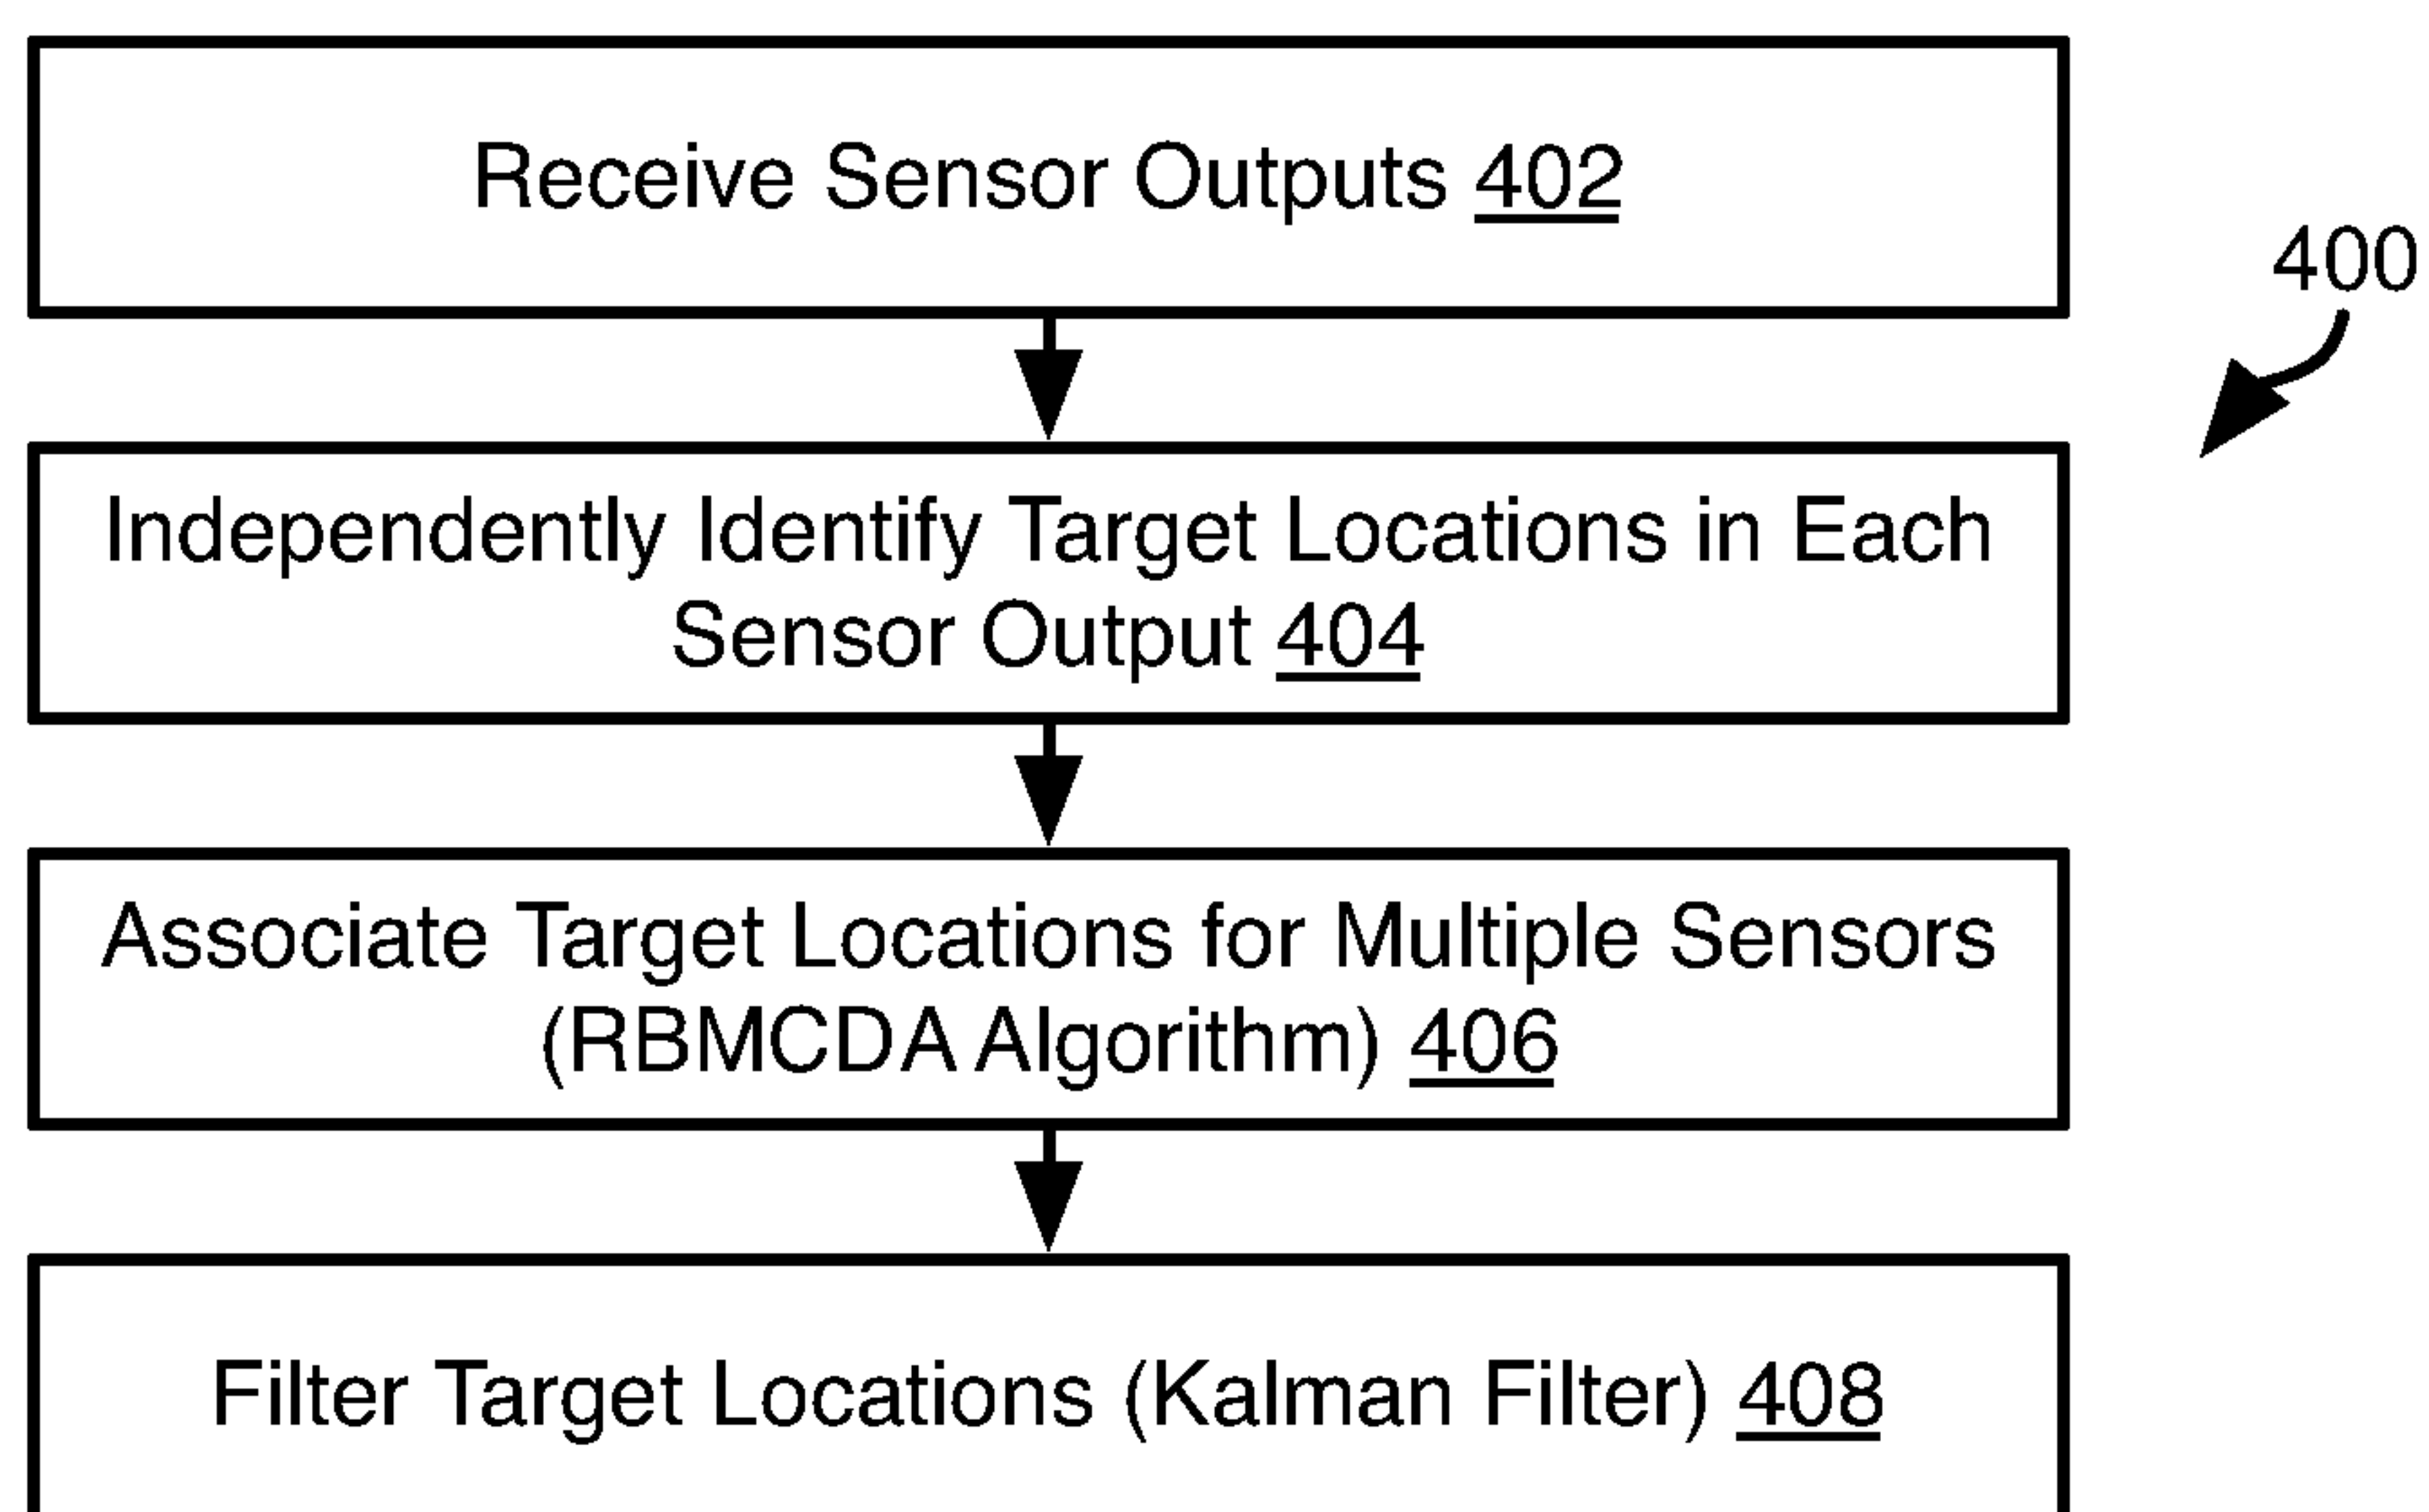 Receive Sensor Outputs 402
400
Independently Identify Target Locations in Each
Sensor Output 404
Associate Target Locations for Multiple Sensors
(RBMCDA Algorithm) 406
Filter Target Locations (Kalman Filter) 408